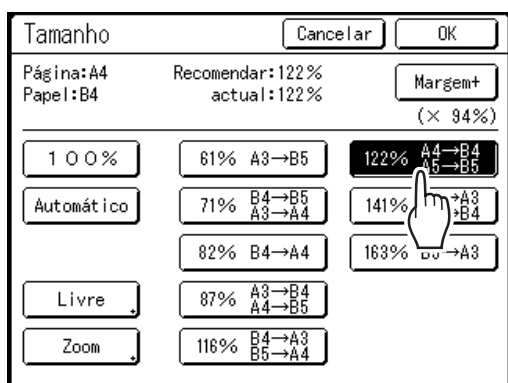 Tamanho Cancelar OK
Página:A4 Recomendar:122% Margem+
Papel:B4 actual:122%
(× 94%)
100% 61% A3→B5 122% A4→B4
A5→B5
Automático 71% B4→B5 141% →A3
A3→A4 →B4
82% B4→A4 163% →A3
Livre 87% A3→B4
A4→B5
Zoom 116% B4→A3
B5→A4